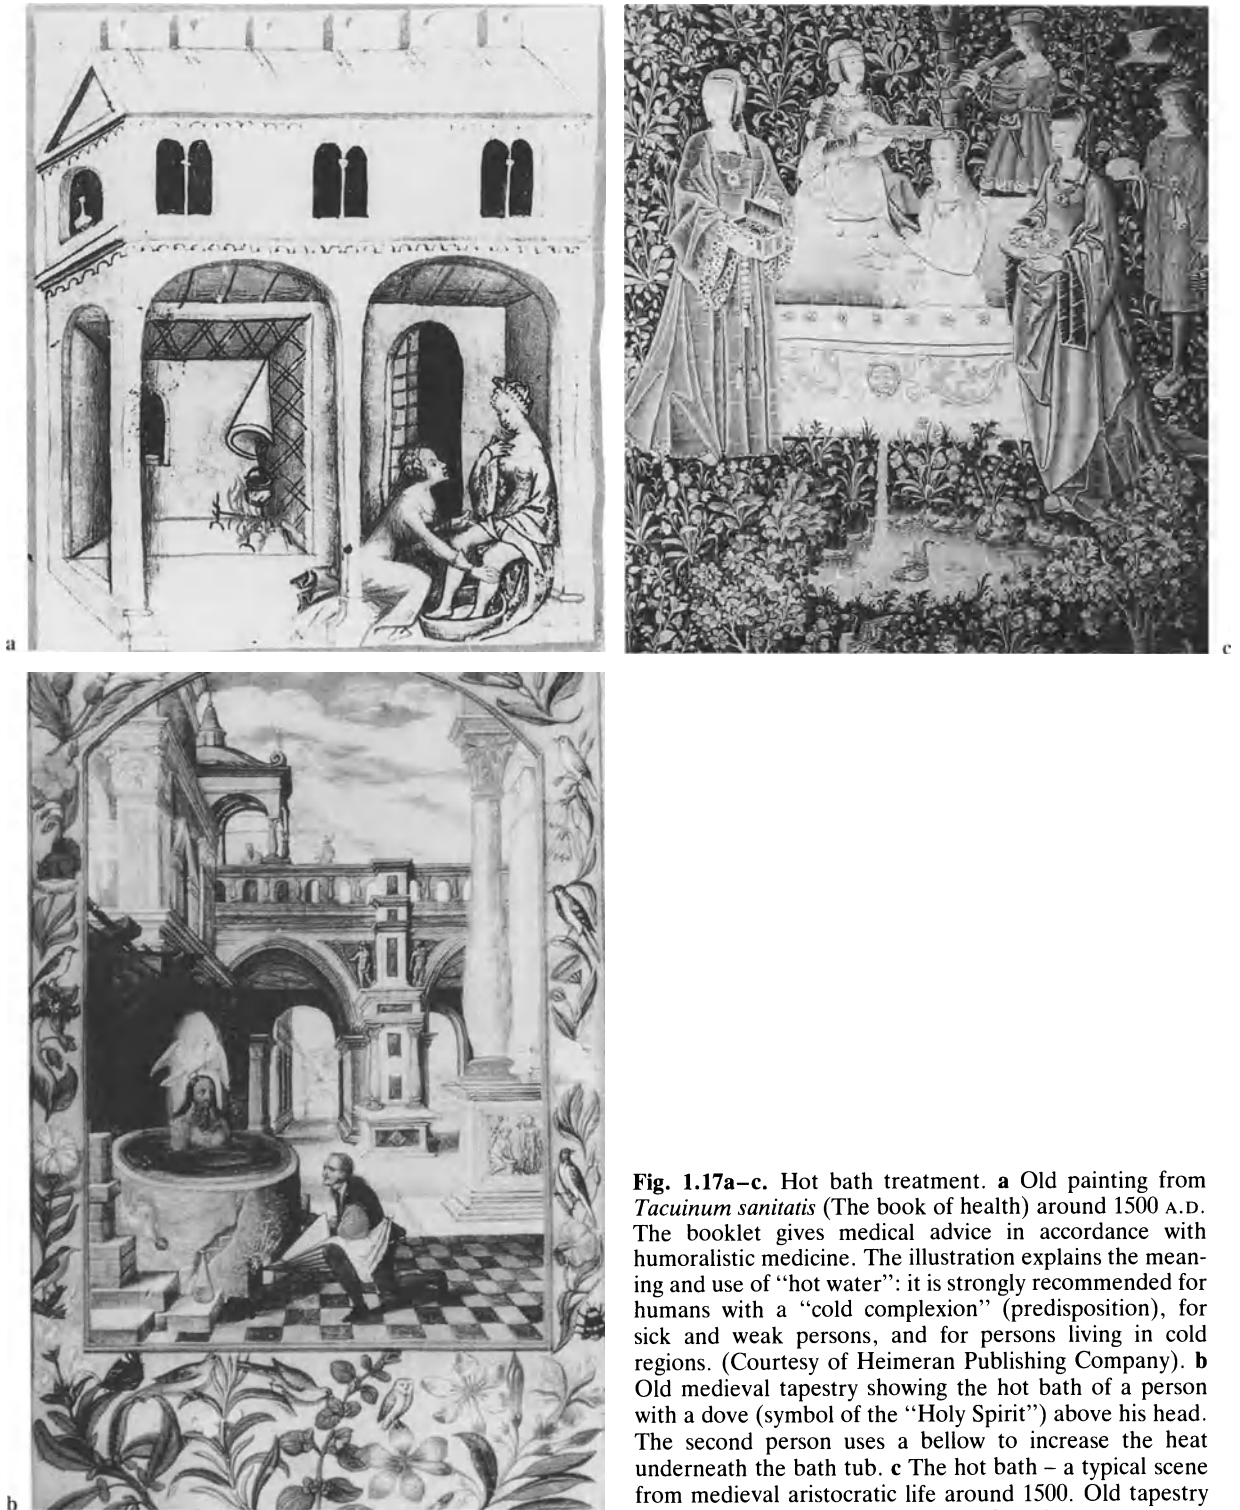 a
c
b
Fig. 1.17a–c. Hot bath treatment. a Old painting from
Tacuinum sanitatis (The book of health) around 1500 A.D.
The booklet gives medical advice in accordance with
humoralistic medicine. The illustration explains the mean-
ing and use of “hot water”: it is strongly recommended for
humans with a “cold complexion” (predisposition), for
sick and weak persons, and for persons living in cold
regions. (Courtesy of Heimeran Publishing Company). b
Old medieval tapestry showing the hot bath of a person
with a dove (symbol of the “Holy Spirit”) above his head.
The second person uses a bellow to increase the heat
underneath the bath tub. c The hot bath – a typical scene
from medieval aristocratic life around 1500. Old tapestry